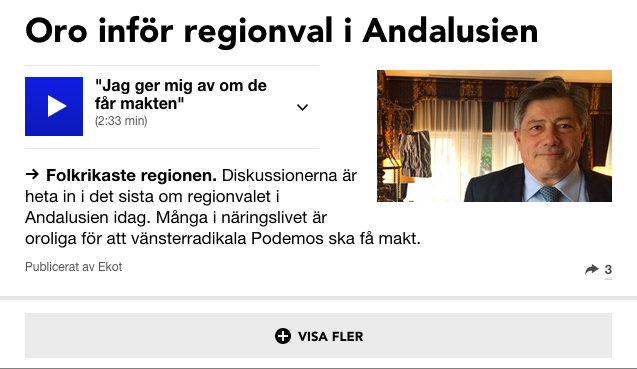 Oro inför regionval i Andalusien
"Jag ger mig av om de
får makten"
(2:33 min)
→ Folkrikaste regionen. Diskussionerna är
heta in i det sista om regionvalet i
Andalusien idag. Många i näringslivet är
oroliga för att vänsterradikala Podemos ska få makt.
Publicerat av Ekot
3
VISA FLER